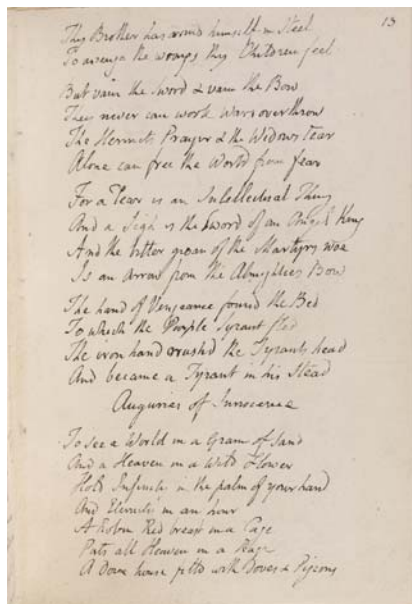 13
Thy Brother has armd himself in Steel
To avenge the wrongs thy Children feel
But vain the Sword & vain the Bow
They never can work Wars overthrow
The Hermits Prayer & the Widows tear
Alone can free the World from fear
For a Tear is an Intellectual Thing
And a Sigh is the Sword of an Angel King
And the bitter groan of the Martyrs woe
Is an arrow from the Almighties Bow
The hand of Vengeance found the Bed
To which the Purple Tyrant fled
The iron hand crushd the Tyrants head
And became a Tyrant in his Stead
Auguries of Innocence
To see a World in a Grain of Sand
And a Heaven in a Wild Flower
Hold Infinity in the palm of your hand
And Eternity in an hour
A Robin Red breast in a Cage
Puts all Heaven in a Rage
A Dove house filld with Doves & Pigeons